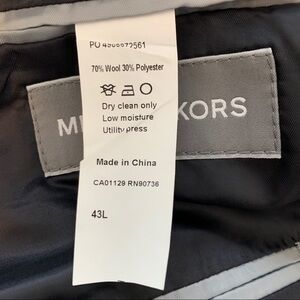 PO 4506672561
70% Wool 30% Polyester
Dry clean only
Low moisture
Utility press
Made in China
CA01129 RN90736
43L
KORS